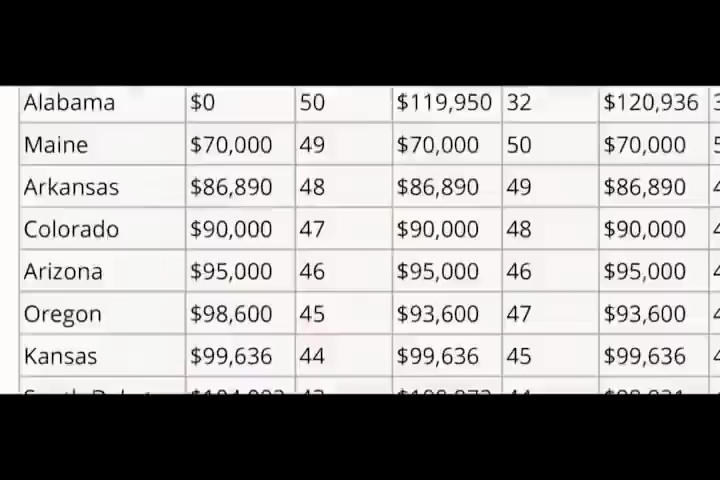 Alabama $0 50 $119,950 32 $120,936
Maine $70,000 49 $70,000 50 $70,000
Arkansas $86,890 48 $86,890 49 $86,890
Colorado $90,000 47 $90,000 48 $90,000
Arizona $95,000 46 $95,000 46 $95,000
Oregon $98,600 45 $93,600 47 $93,600
Kansas $99,636 44 $99,636 45 $99,636